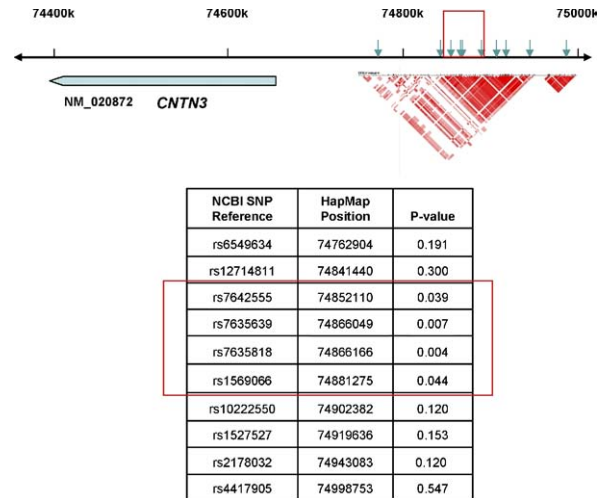 74400k 74600k 74800k 75000k
NM_020872 CNTN3
NCBI SNP Reference HapMap Position P-value
rs6549634 74762904 0.191
rs12714811 74841440 0.300
rs7642555 74852110 0.039
rs7635639 74866049 0.007
rs7635818 74866166 0.004
rs1569066 74881275 0.044
rs10222550 74902382 0.120
rs1527527 74919636 0.153
rs2178032 74943083 0.120
rs4417905 74998753 0.547